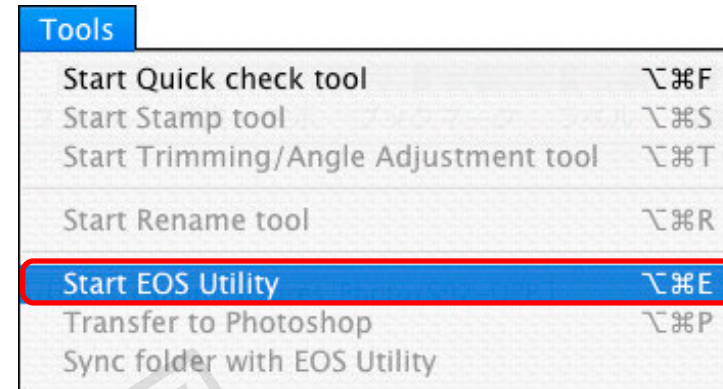 Tools
Start Quick check tool ⌥⌘F
Start Stamp tool ⌥⌘S
Start Trimming/Angle Adjustment tool ⌥⌘T
Start Rename tool ⌥⌘R
Start EOS Utility ⌥⌘E
Transfer to Photoshop ⌥⌘P
Sync folder with EOS Utility